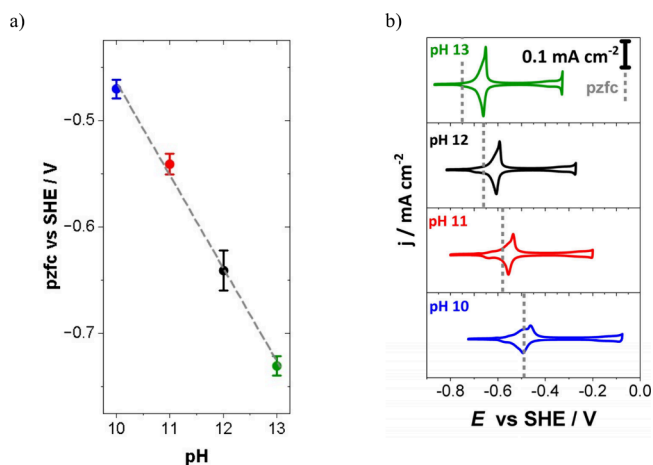 a)
−0.5
−0.6
−0.7
pzfc vs SHE / V
10 11 12 13
pH
b)
pH 13
0.1 mA cm-2
pzfc
pH 12
pH 11
pH 10
j / mA cm-2
-0.8 -0.6 -0.4 -0.2 0.0
E vs SHE / V